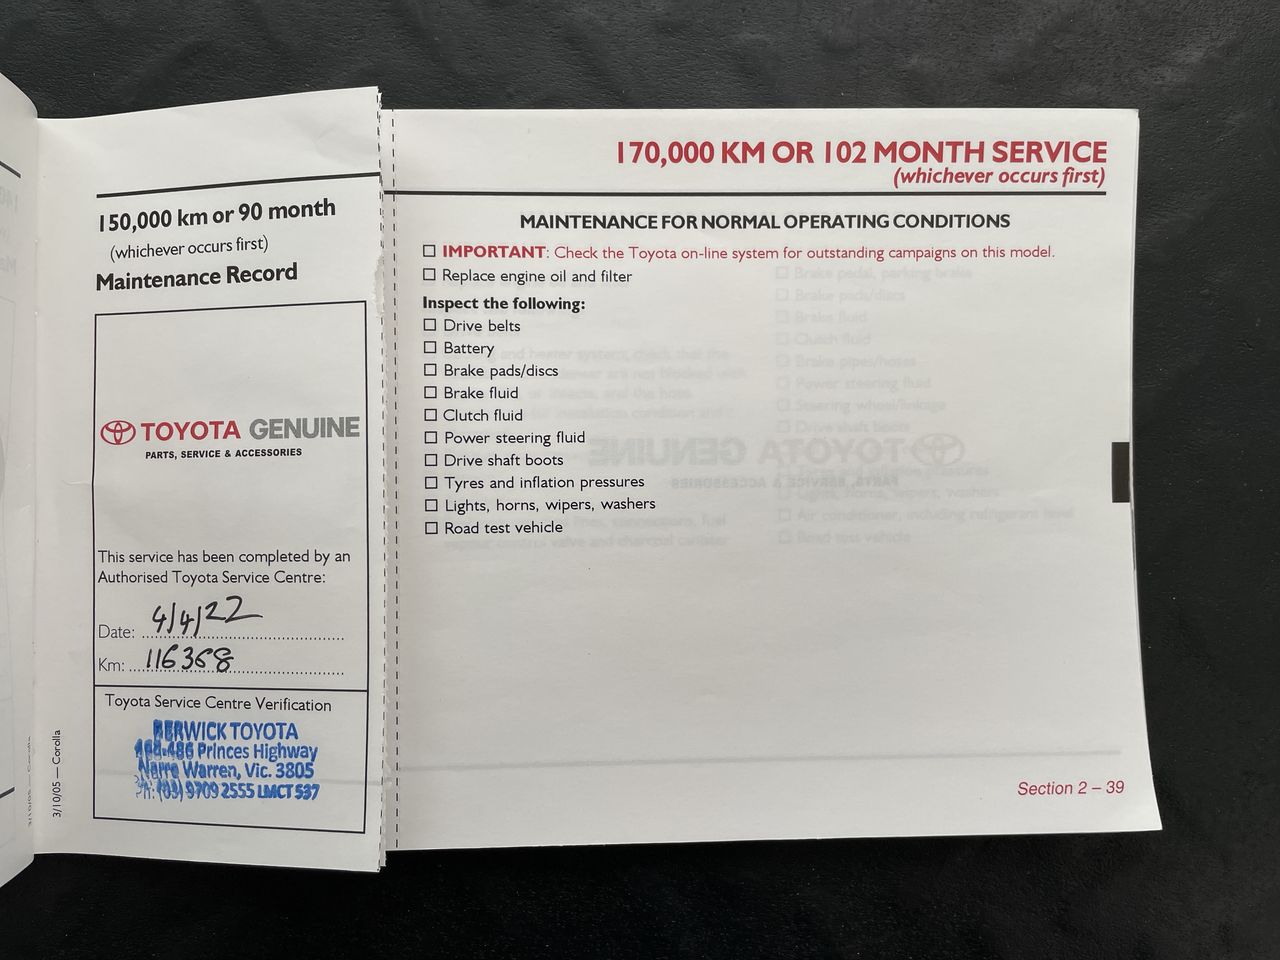 150,000 km or 90 month
(whichever occurs first)
Maintenance Record
TOYOTA GENUINE
PARTS, SERVICE & ACCESSORIES
This service has been completed by an
Authorised Toyota Service Centre:
Date: 4/4/22
Km: 116368
Toyota Service Centre Verification
BERWICK TOYOTA
Princes Highway
Narre Warren, Vic. 3805
Ph: (03) 9709 2555 LMCT 537
3/10/05 — Corolla
170,000 KM OR 102 MONTH SERVICE
(whichever occurs first)
MAINTENANCE FOR NORMAL OPERATING CONDITIONS
☐ IMPORTANT: Check the Toyota on-line system for outstanding campaigns on this model.
☐ Replace engine oil and filter
Inspect the following:
☐ Drive belts
☐ Battery
☐ Brake pads/discs
☐ Brake fluid
☐ Clutch fluid
☐ Power steering fluid
☐ Drive shaft boots
☐ Tyres and inflation pressures
☐ Lights, horns, wipers, washers
☐ Road test vehicle
Section 2 – 39